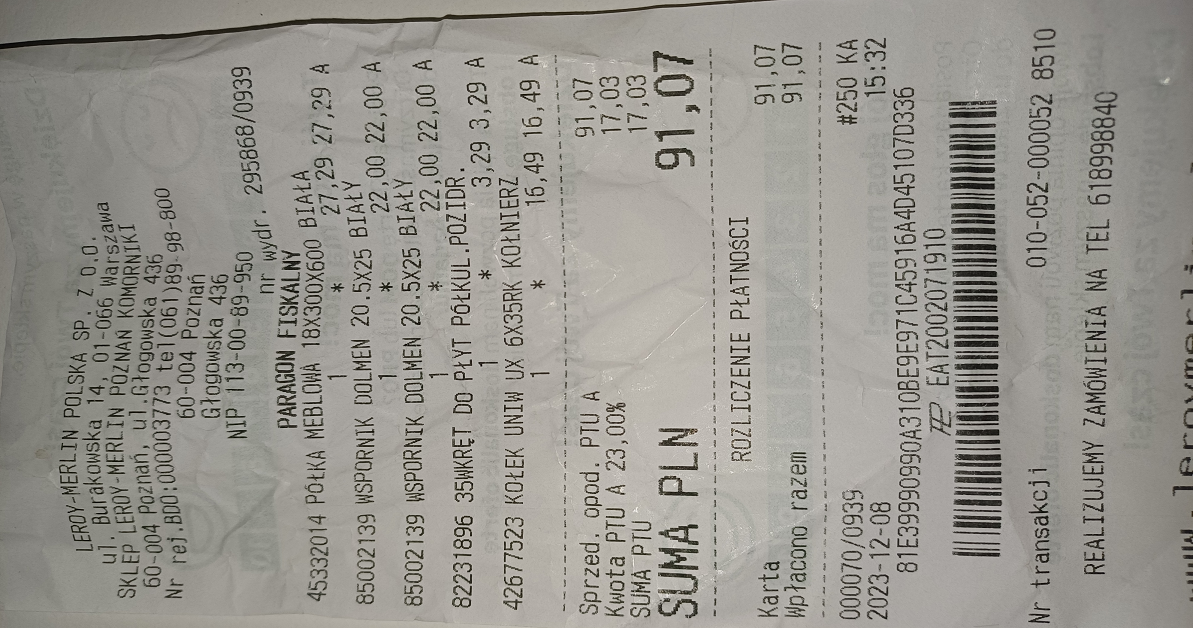 LEROY-MERLIN POLSKA SP. Z O.O.
ul. Burakowska 14, 01-066 Warszawa
SKLEP LEROY-MERLIN POZNAŃ KOMORNIKI
60-004 Poznań, ul.Głogowska 436
Nr rej.BDO:000003773 tel(061)89-98-800
60-004 Poznań
Głogowska 436
NIP 113-00-89-950
nr wydr. 295868/0939
PARAGON FISKALNY
45332014 PÓŁKA MEBLOWA 18X300X600 BIAŁA
1 * 27,29 27,29 A
85002139 WSPORNIK DOLMEN 20.5X25 BIAŁY
1 * 22,00 22,00 A
85002139 WSPORNIK DOLMEN 20.5X25 BIAŁY
1 * 22,00 22,00 A
82231896 35WKRĘT DO PŁYT PÓŁKUL.POZIDR.
1 * 3,29 3,29 A
42677523 KOŁEK UNIW UX 6X35RK KOŁNIERZ
1 * 16,49 16,49 A
Sprzed. opod. PTU A 91,07
Kwota PTU A 23,00% 17,03
SUMA PTU 17,03
SUMA PLN 91,07
ROZLICZENIE PŁATNOŚCI
Karta 91,07
Wpłacono razem 91,07
000070/0939 #250 KA
2023-12-08 15:32
81E39990990A310BE9E971C45916A4D45107D336
EAT2002071910
Nr transakcji 010-052-000052 8510
REALIZUJEMY ZAMÓWIENIA NA TEL 618998840